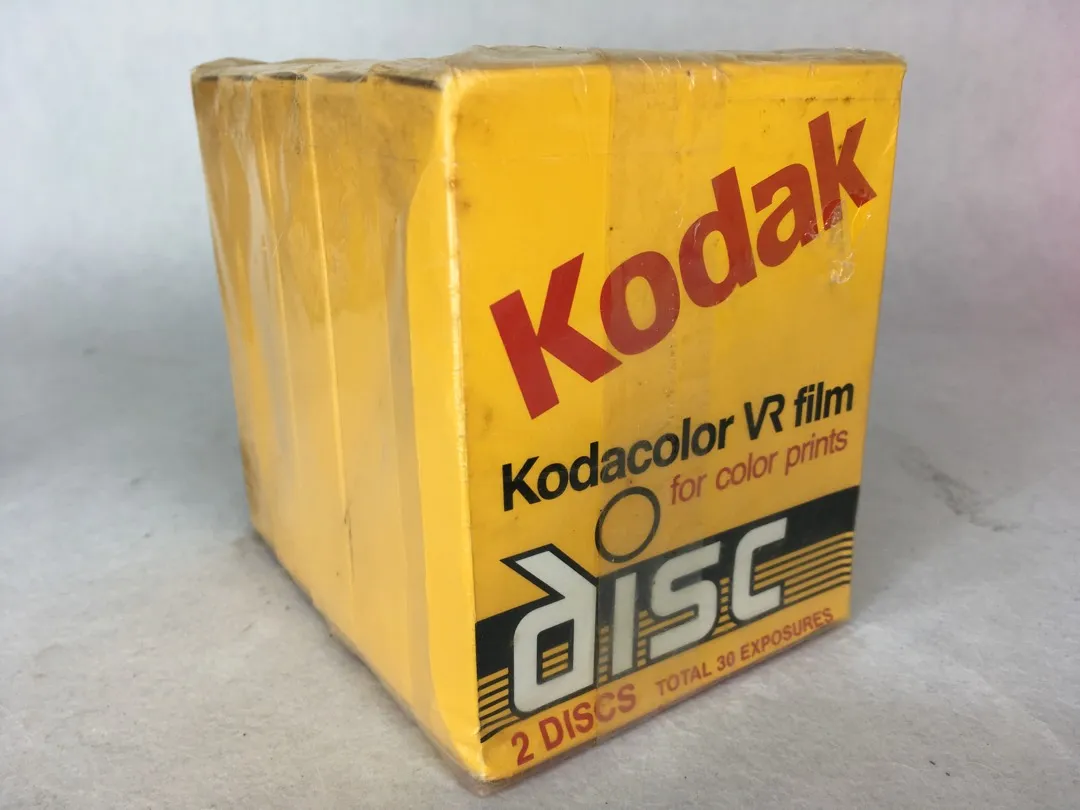 Kodak
Kodacolor VR film
for color prints
disc
2 DISCS TOTAL 30 EXPOSURES